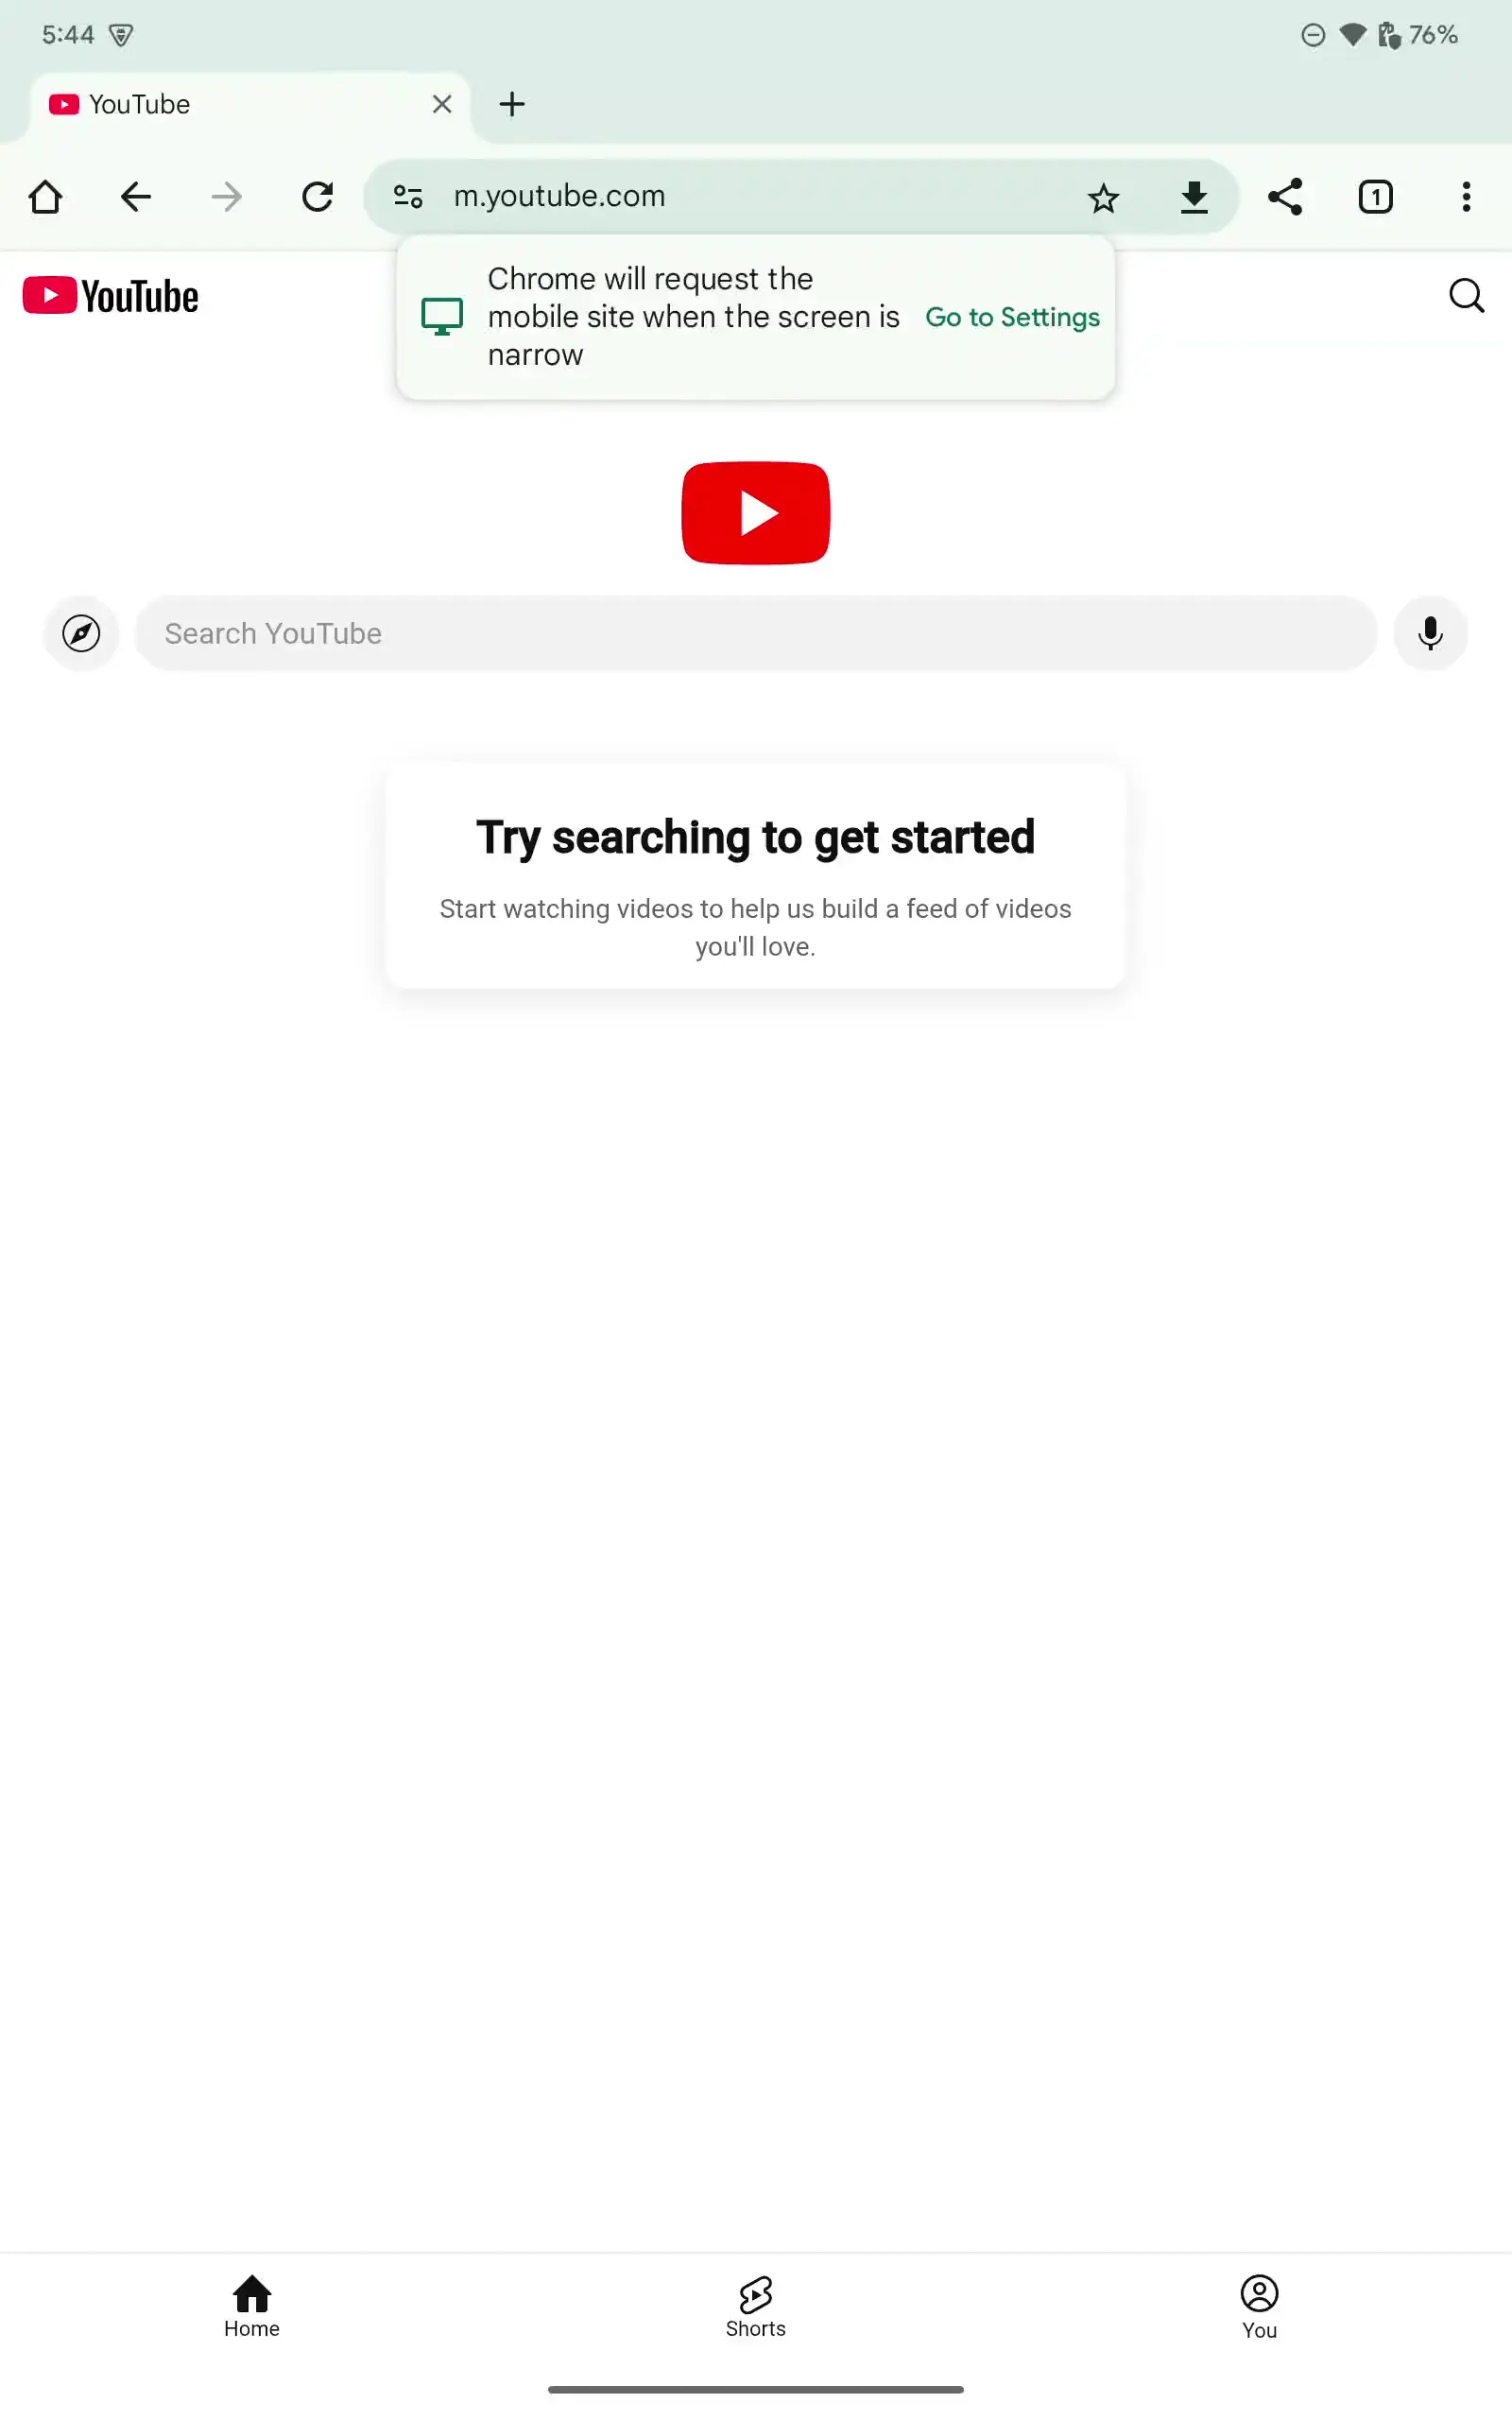 5:44
76%
YouTube
m.youtube.com
1
YouTube
Chrome will request the
mobile site when the screen is
narrow
Go to Settings
Search YouTube
Try searching to get started
Start watching videos to help us build a feed of videos
you'll love.
Home
Shorts
You